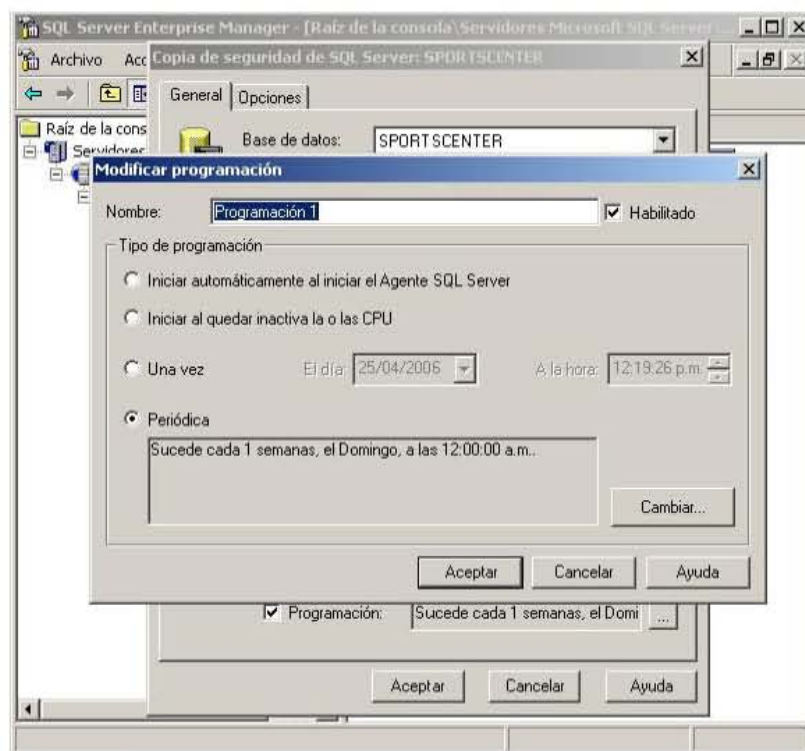 SQL Server Enterprise Manager - [Raíz de la consola\Servidores Microsoft SQL Server
Archivo Acc
Copia de seguridad de SQL Server: SPORTSCENTER
General Opciones
Raíz de la cons
Servidores
Base de datos: SPORTSCENTER
Modificar programación
Nombre: Programación 1 Habilitado
Tipo de programación
Iniciar automáticamente al iniciar el Agente SQL Server
Iniciar al quedar inactiva la o las CPU
Una vez El día: 25/04/2006 A la hora: 12:19:26 p.m.
Periódica
Sucede cada 1 semanas, el Domingo, a las 12:00:00 a.m..
Cambiar...
Aceptar Cancelar Ayuda
Programación: Sucede cada 1 semanas, el Domi ...
Aceptar Cancelar Ayuda